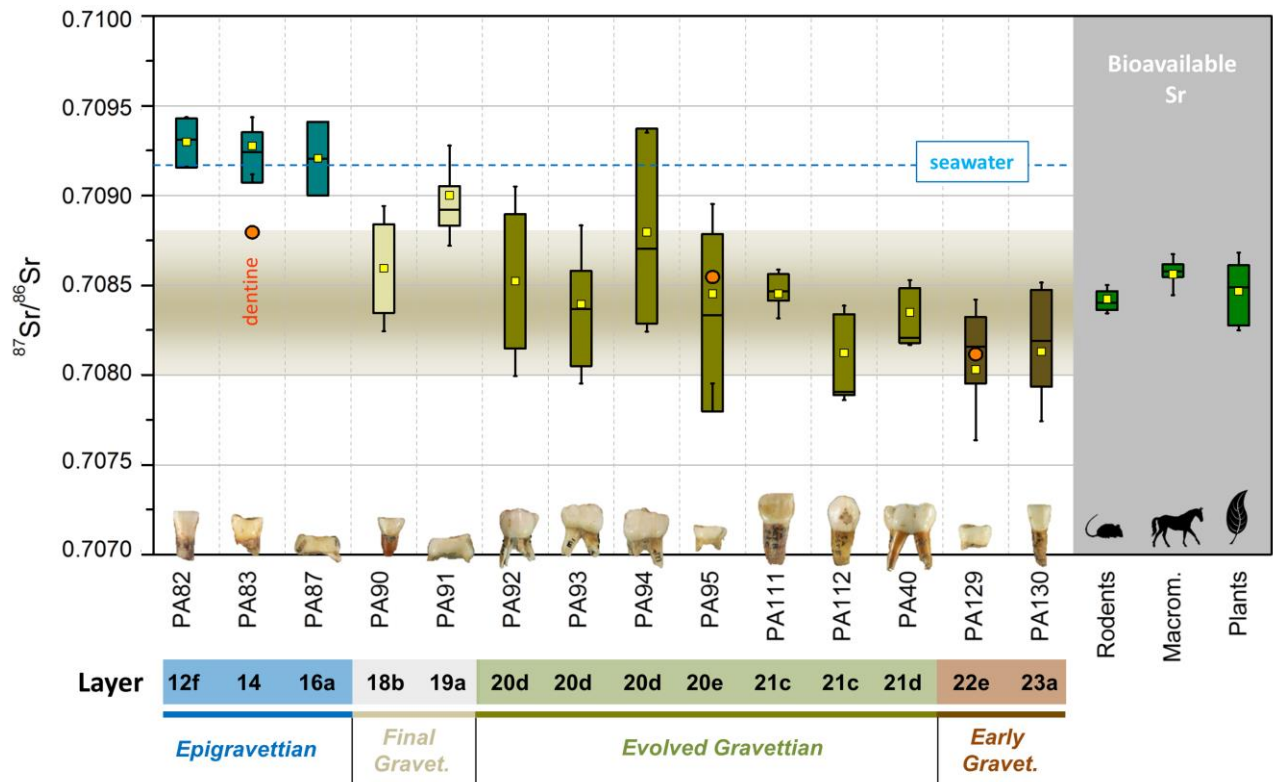 0.7100
0.7095
0.7090
0.7085
0.7080
0.7075
0.7070
87Sr/86Sr
Bioavailable
Sr
seawater
dentine
PA82
PA83
PA87
PA90
PA91
PA92
PA93
PA94
PA95
PA111
PA112
PA40
PA129
PA130
Rodents
Macrom.
Plants
Layer 12f 14 16a 18b 19a 20d 20d 20d 20e 21c 21c 21d 22e 23a
Epigravettian
Final
Gravet.
Evolved Gravettian
Early
Gravet.